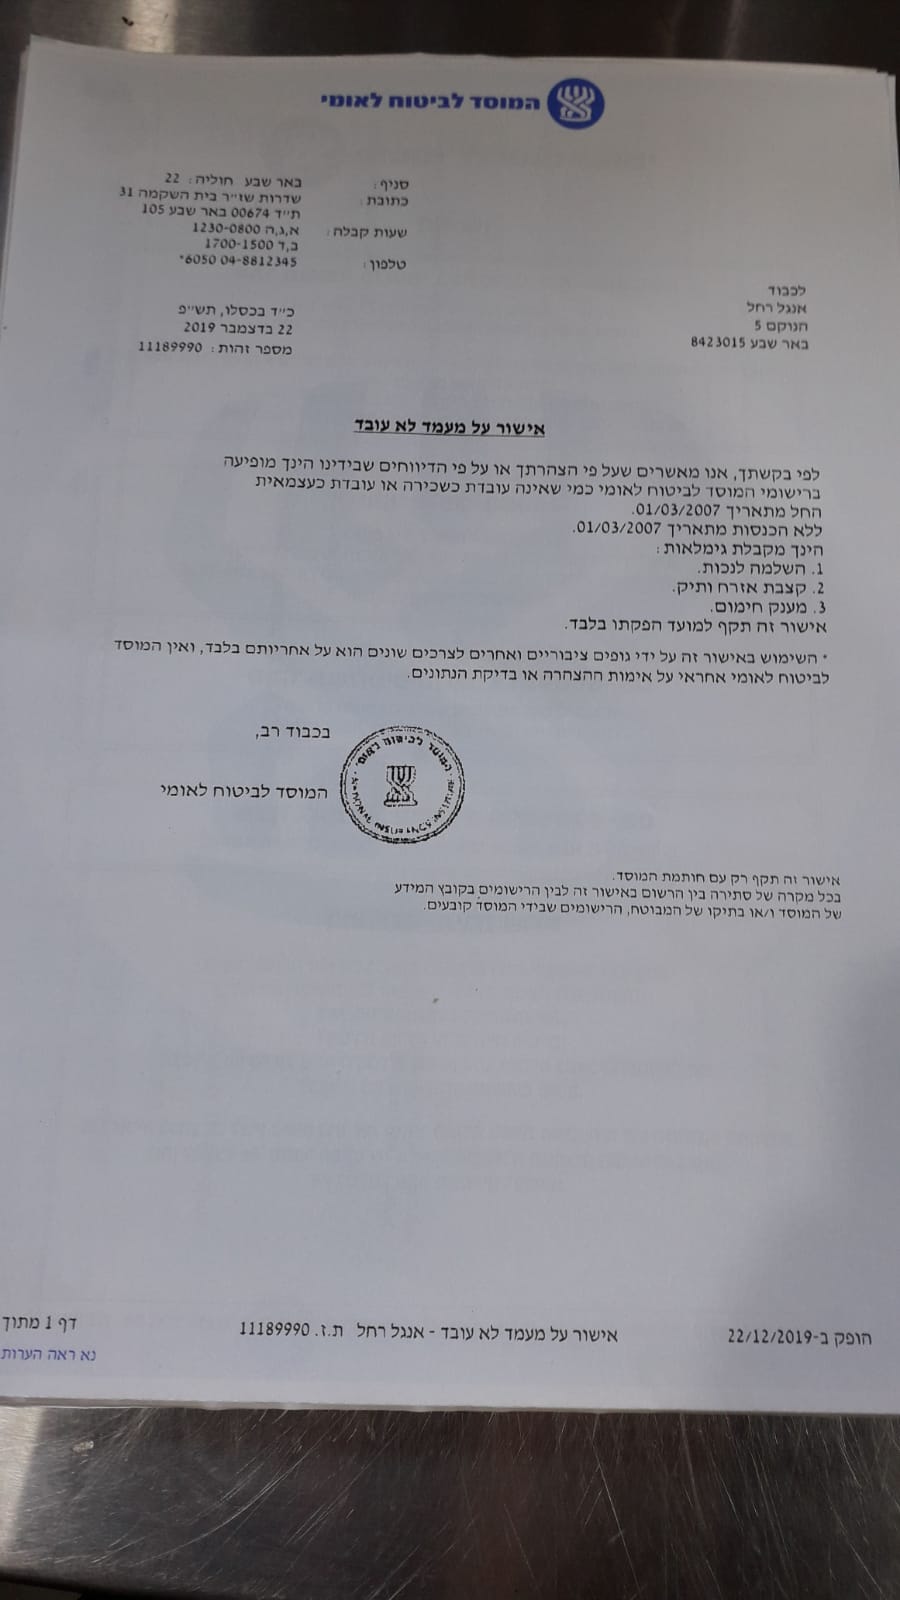 המוסד לביטוח לאומי
סניף: באר שבע חוליה: 22
כתובת: שדרות שז״ר בית השקמה 31
ת״ד 00674 באר שבע 105
שעות קבלה: א,ג,ה 1230-0800
ב,ד 1700-1500
טלפון: 04-8812345 6050*
לכבוד
אנגל רחל
הנוקם 5
באר שבע 8423015
כ״ד בכסלו, תש״פ
22 בדצמבר 2019
מספר זהות: 11189990
אישור על מעמד לא עובד
לפי בקשתך, אנו מאשרים שעל פי הצהרתך או על פי הדיווחים שבידינו הינך מופיעה
ברישומי המוסד לביטוח לאומי כמי שאינה עובדת כשכירה או עובדת כעצמאית
החל מתאריך 01/03/2007.
ללא הכנסות מתאריך 01/03/2007.
הינך מקבלת גימלאות:
1. השלמה לנכות.
2. קצבת אזרח ותיק.
3. מענק חימום.
אישור זה תקף למועד הפקתו בלבד.
* השימוש באישור זה על ידי גופים ציבוריים ואחרים לצרכים שונים הוא על אחריותם בלבד, ואין המוסד
לביטוח לאומי אחראי על אימות ההצהרה או בדיקת הנתונים.
בכבוד רב,
המוסד לביטוח לאומי
המוסד לביטוח לאומי
אישור זה תקף רק עם חותמת המוסד.
בכל מקרה של סתירה בין הרשום באישור זה לבין הרישומים בקובץ המידע
של המוסד ו/או בתיקו של המבוטח, הרישומים שבידי המוסד קובעים.
הופק ב-22/12/2019 אישור על מעמד לא עובד - אנגל רחל ת.ז. 11189990 דף 1 מתוך
נא ראה הערות